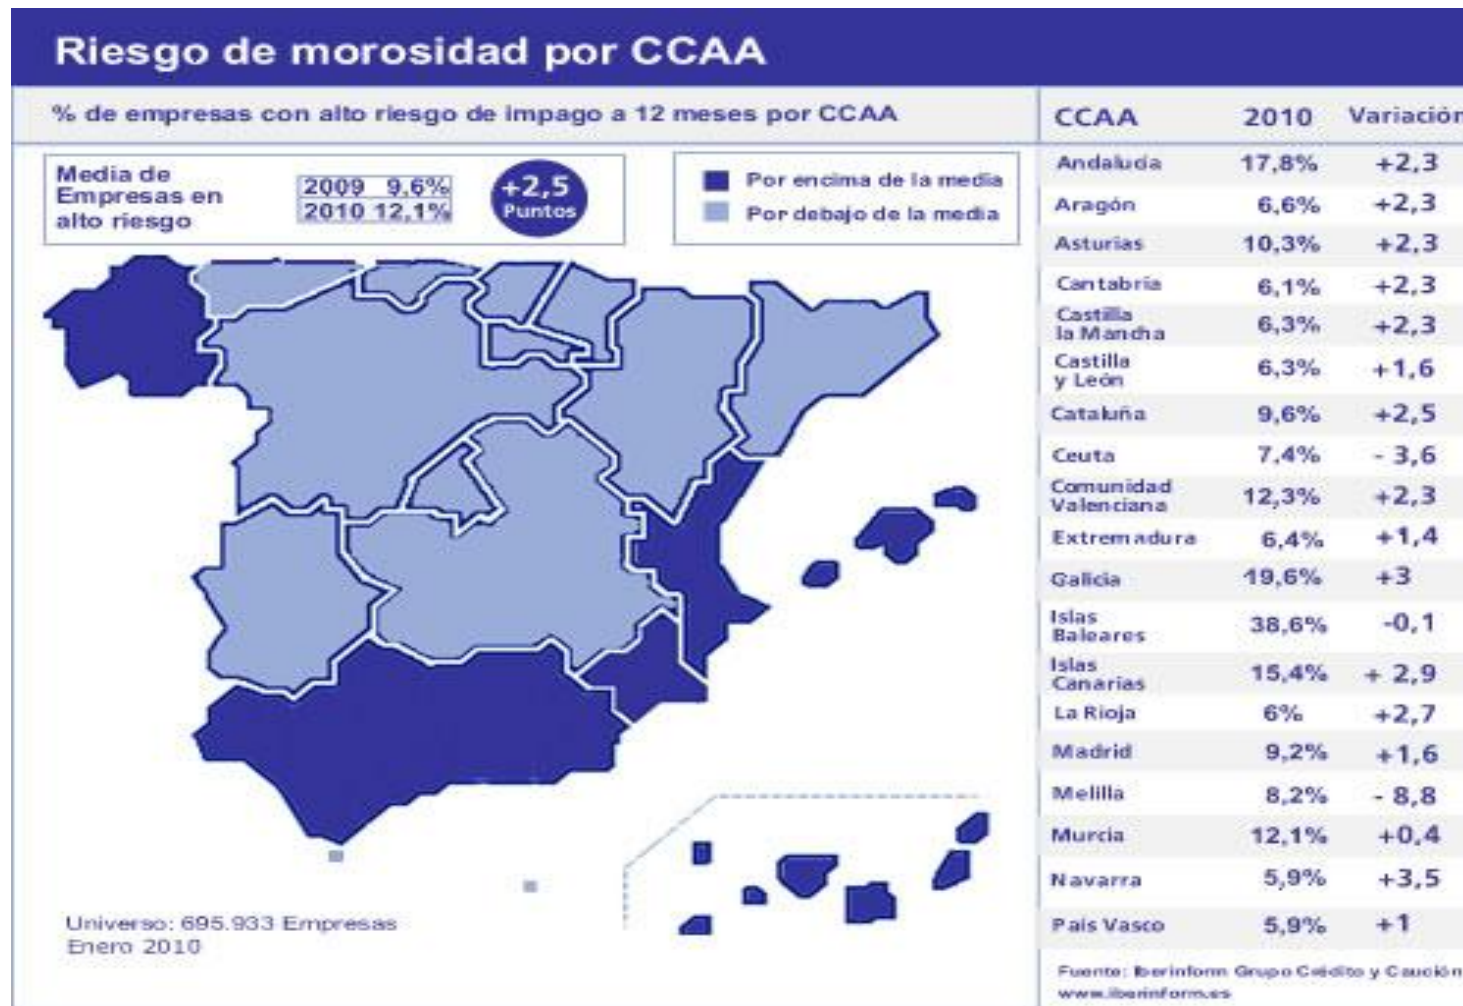 Riesgo de morosidad por CCAA
% de empresas con alto riesgo de impago a 12 meses por CCAA
Media de
Empresas en
alto riesgo
2009 9,6%
2010 12,1%
+2,5
Puntos
Por encima de la media
Por debajo de la media
Universo: 695.933 Empresas
Enero 2010
CCAA 2010 Variación
Andalucía 17,8% +2,3
Aragón 6,6% +2,3
Asturias 10,3% +2,3
Cantabria 6,1% +2,3
Castilla
la Mancha 6,3% +2,3
Castilla
y León 6,3% +1,6
Cataluña 9,6% +2,5
Ceuta 7,4% - 3,6
Comunidad
Valenciana 12,3% +2,3
Extremadura 6,4% +1,4
Galicia 19,6% +3
Islas
Baleares 38,6% -0,1
Islas
Canarias 15,4% + 2,9
La Rioja 6% +2,7
Madrid 9,2% +1,6
Melilla 8,2% - 8,8
Murcia 12,1% +0,4
Navarra 5,9% +3,5
País Vasco 5,9% +1
Fuente: Iberinform Grupo Crédito y Caución
www.iberinform.es